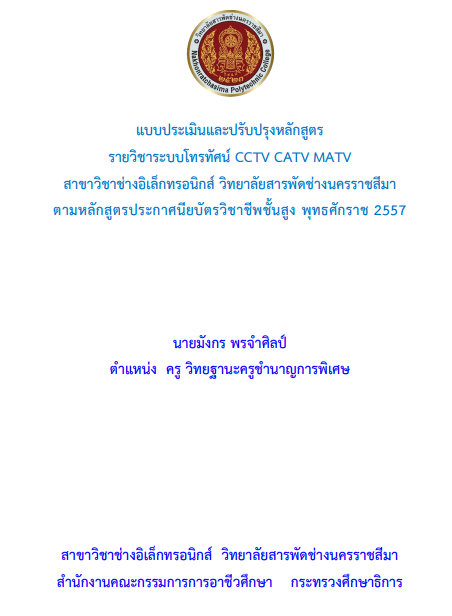 วิทยาลัยสารพัดช่างนครราชสีมา
Nakhonratchasima Polytechnic College
แบบประเมินและปรับปรุงหลักสูตร
รายวิชาระบบโทรทัศน์ CCTV CATV MATV
สาขาวิชาช่างอิเล็กทรอนิกส์ วิทยาลัยสารพัดช่างนครราชสีมา
ตามหลักสูตรประกาศนียบัตรวิชาชีพชั้นสูง พุทธศักราช 2557
นายมังกร พรจำศิลป์
ตำแหน่ง ครู วิทยฐานะครูชำนาญการพิเศษ
สาขาวิชาช่างอิเล็กทรอนิกส์ วิทยาลัยสารพัดช่างนครราชสีมา
สำนักงานคณะกรรมการการอาชีวศึกษา กระทรวงศึกษาธิการ